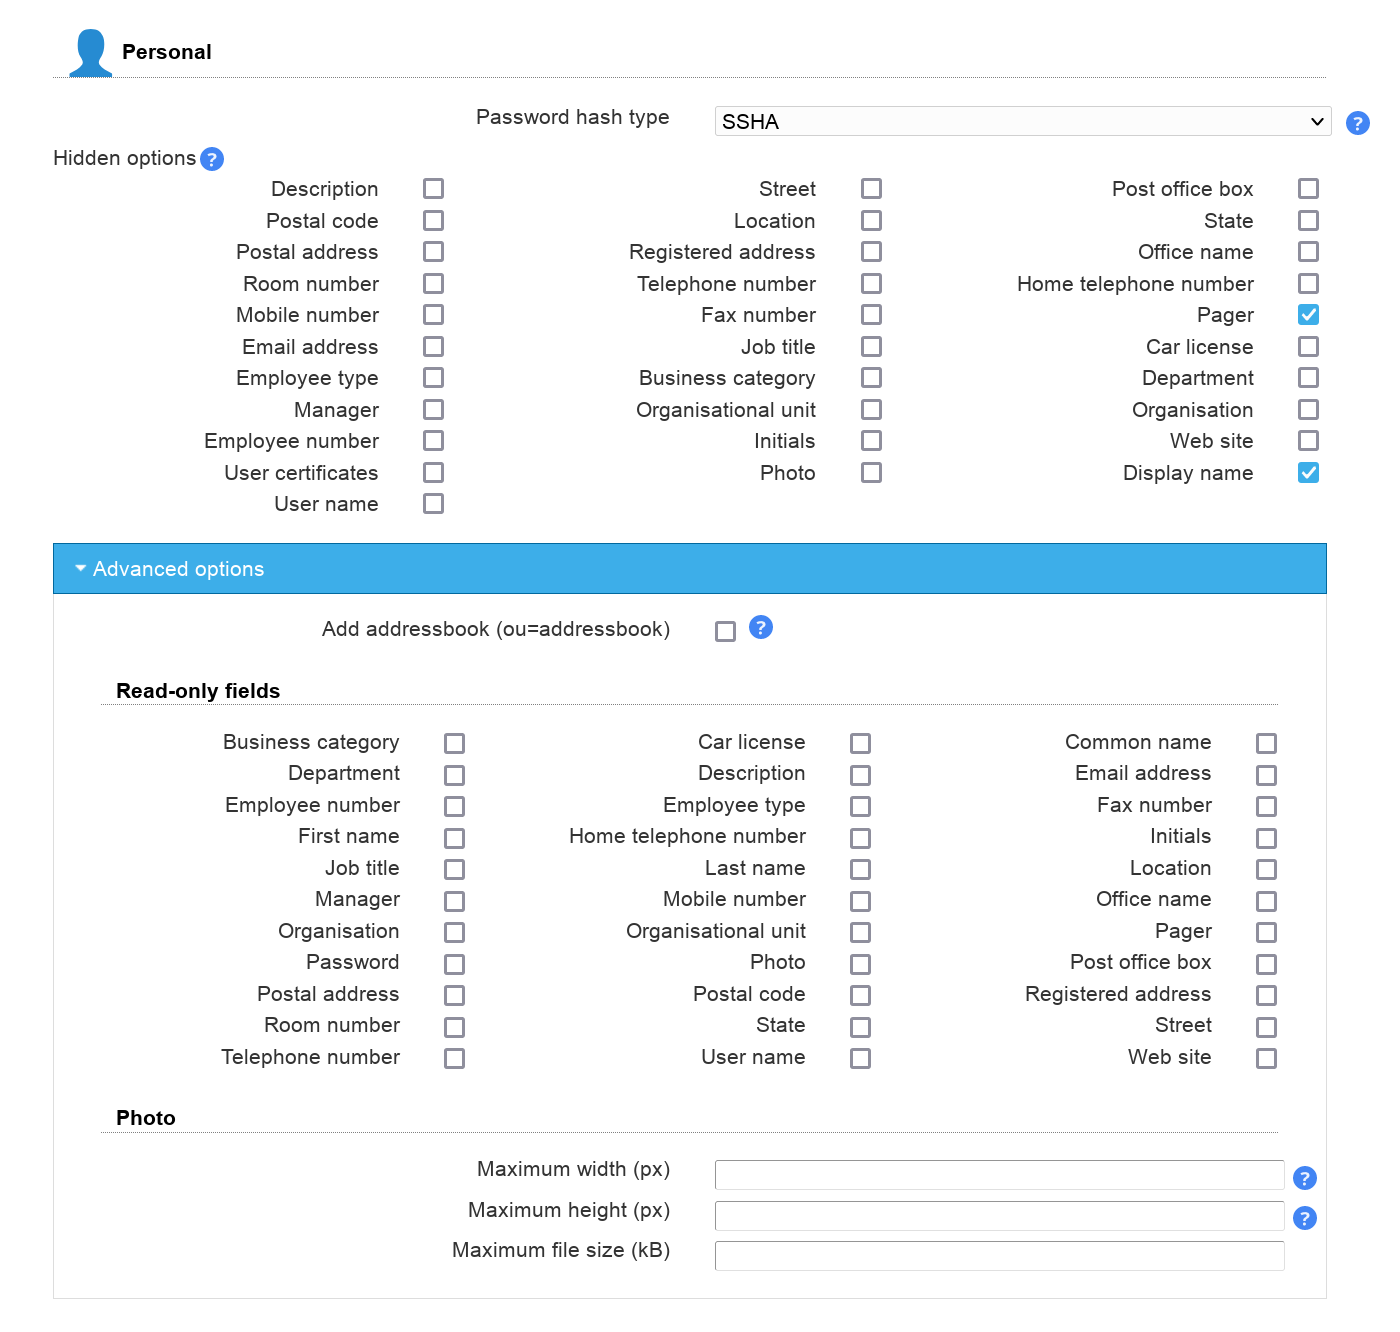 Personal
Password hash type SSHA ?
Hidden options ?
Description Street Post office box
Postal code Location State
Postal address Registered address Office name
Room number Telephone number Home telephone number
Mobile number Fax number Pager
Email address Job title Car license
Employee type Business category Department
Manager Organisational unit Organisation
Employee number Initials Web site
User certificates Photo Display name
User name
Advanced options
Add addressbook (ou=addressbook) ?
Read-only fields
Business category Car license Common name
Department Description Email address
Employee number Employee type Fax number
First name Home telephone number Initials
Job title Last name Location
Manager Mobile number Office name
Organisation Organisational unit Pager
Password Photo Post office box
Postal address Postal code Registered address
Room number State Street
Telephone number User name Web site
Photo
Maximum width (px) ?
Maximum height (px) ?
Maximum file size (kB)